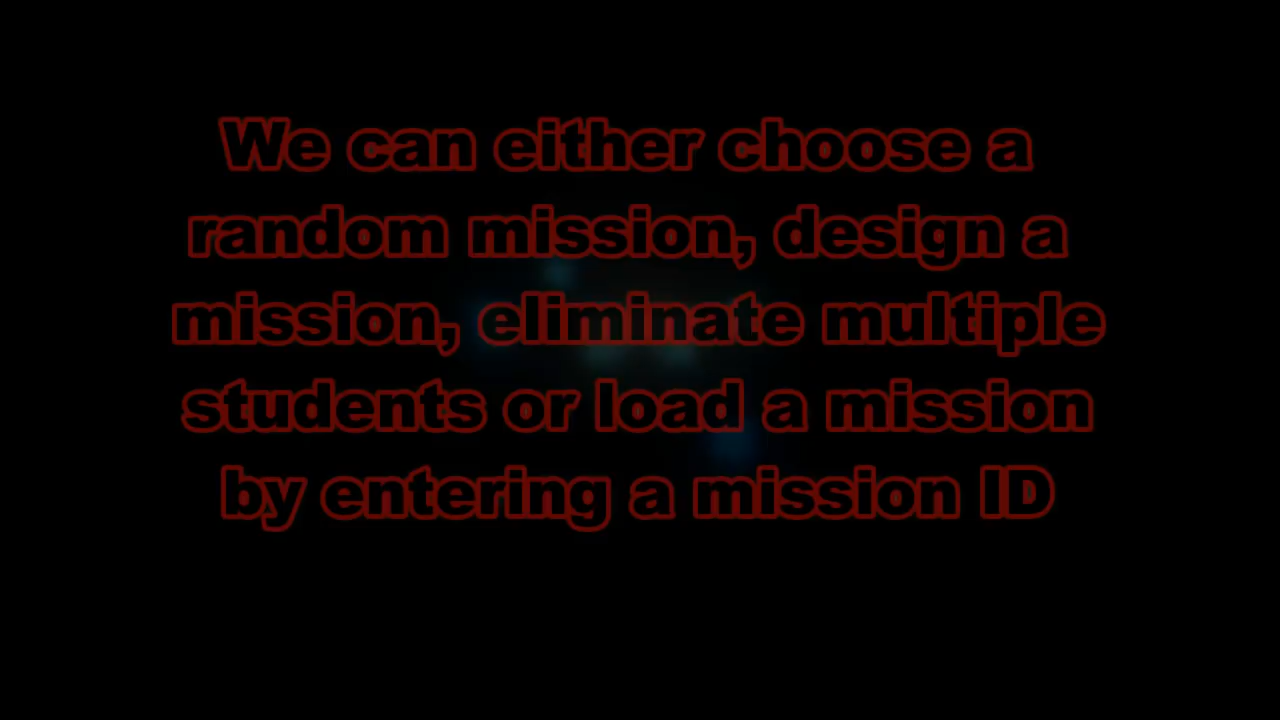 We can either choose a
random mission, design a
mission, eliminate multiple
students or load a mission
by entering a mission ID